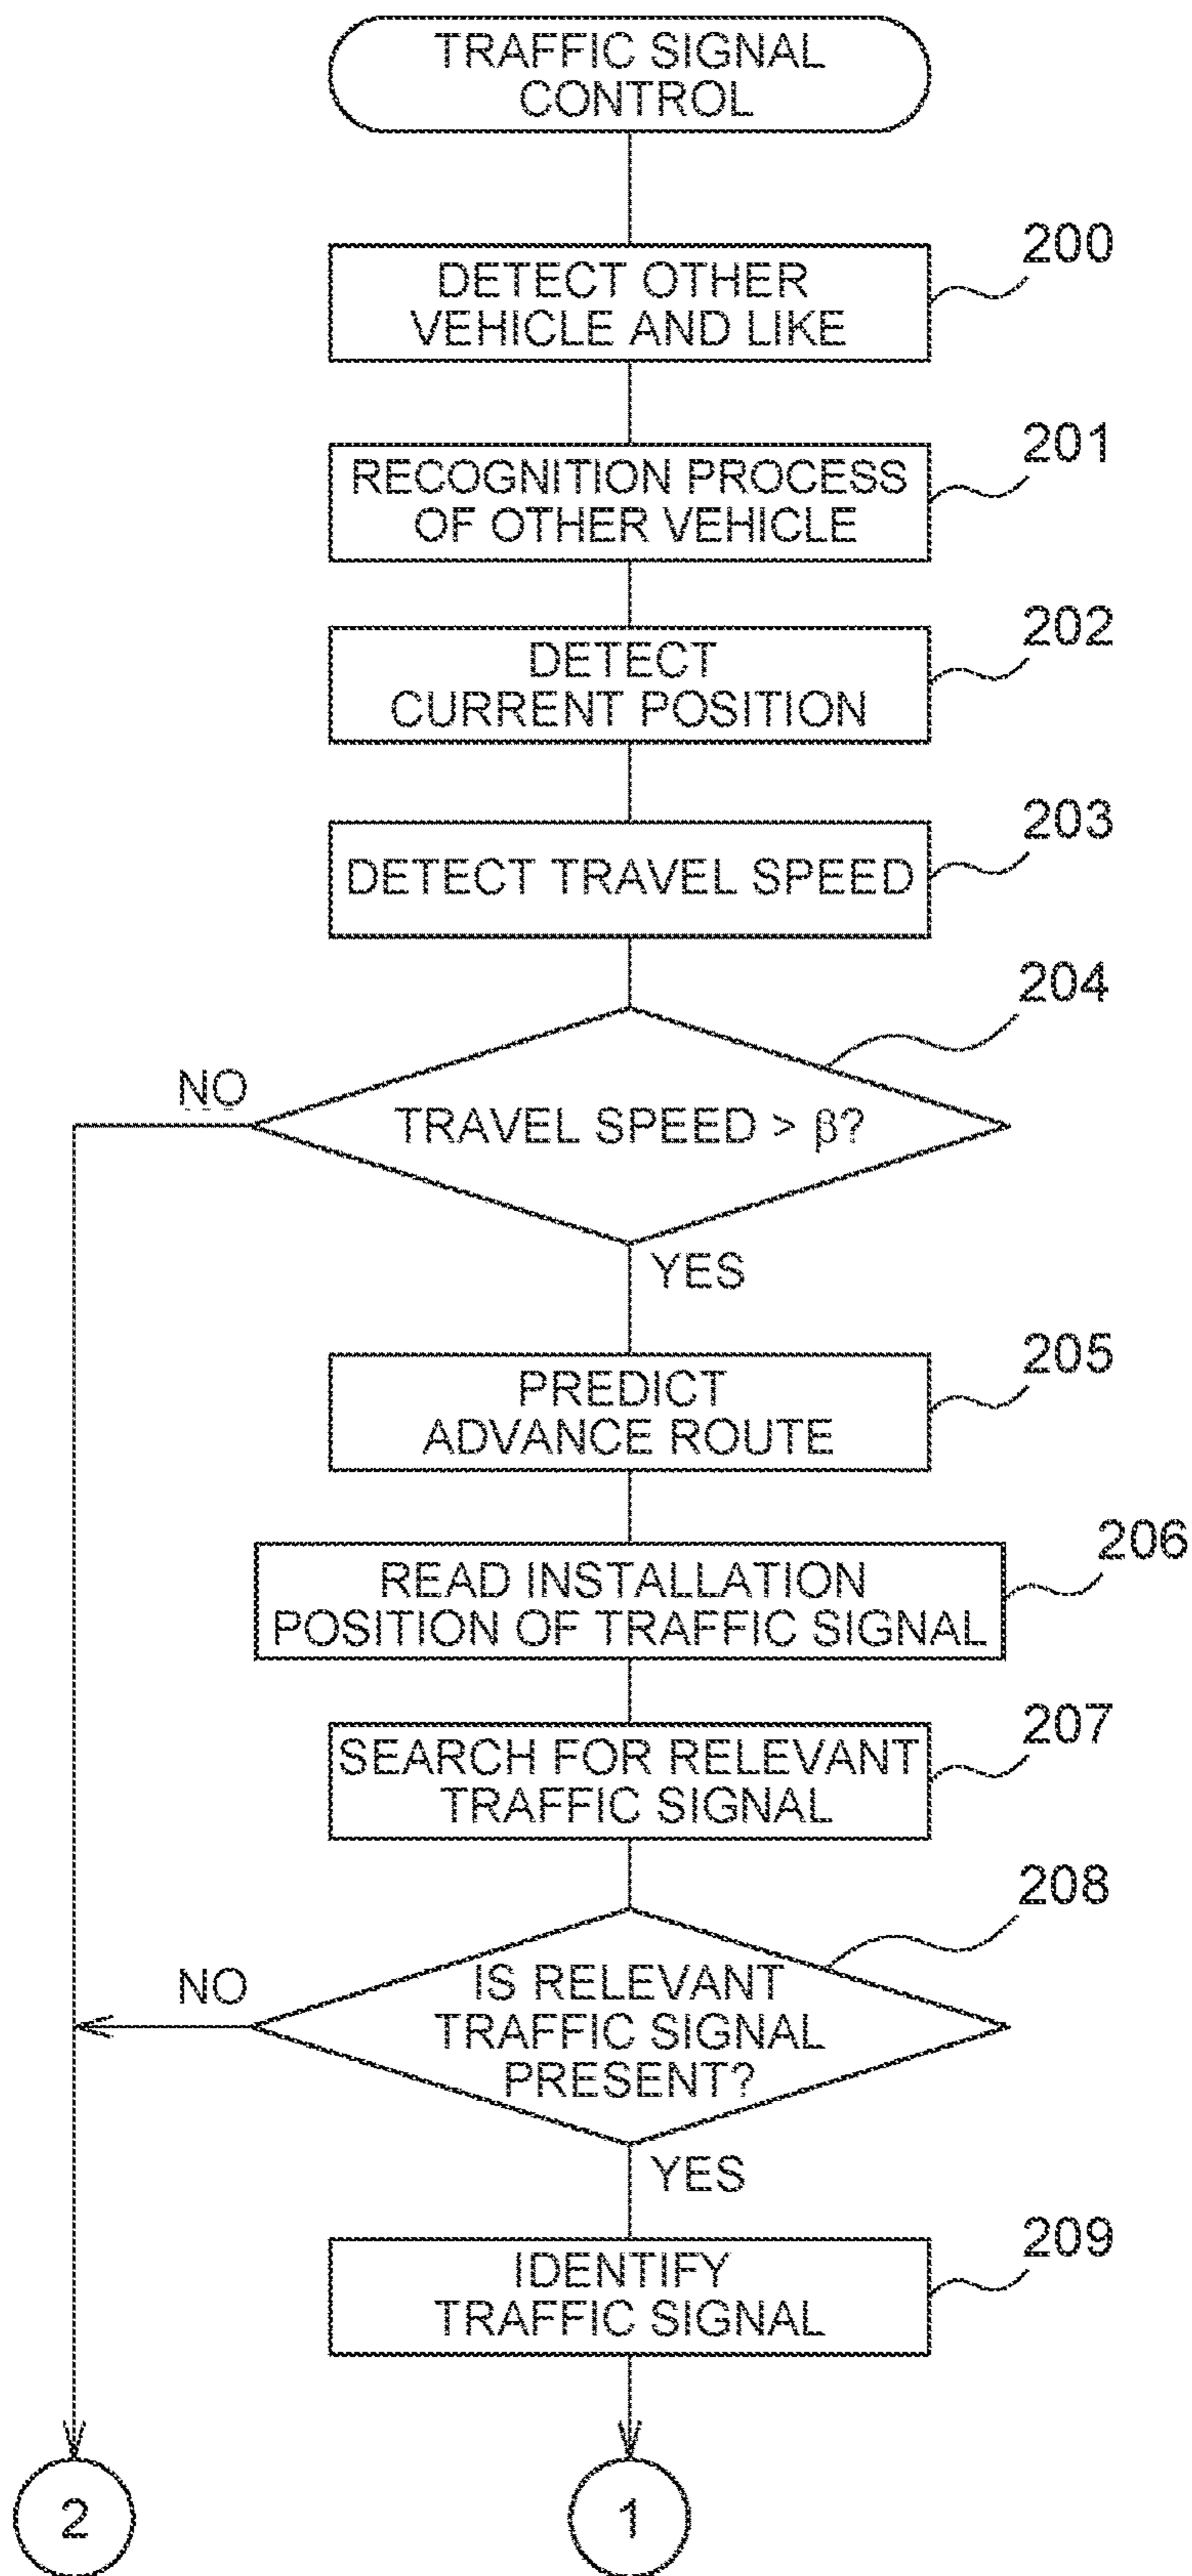 TRAFFIC SIGNAL
CONTROL
200
DETECT OTHER
VEHICLE AND LIKE
201
RECOGNITION PROCESS
OF OTHER VEHICLE
202
DETECT
CURRENT POSITION
203
DETECT TRAVEL SPEED
204
NO
TRAVEL SPEED > β?
YES
205
PREDICT
ADVANCE ROUTE
206
READ INSTALLATION
POSITION OF TRAFFIC SIGNAL
207
SEARCH FOR RELEVANT
TRAFFIC SIGNAL
208
NO
IS RELEVANT
TRAFFIC SIGNAL
PRESENT?
YES
209
IDENTIFY
TRAFFIC SIGNAL
2
1